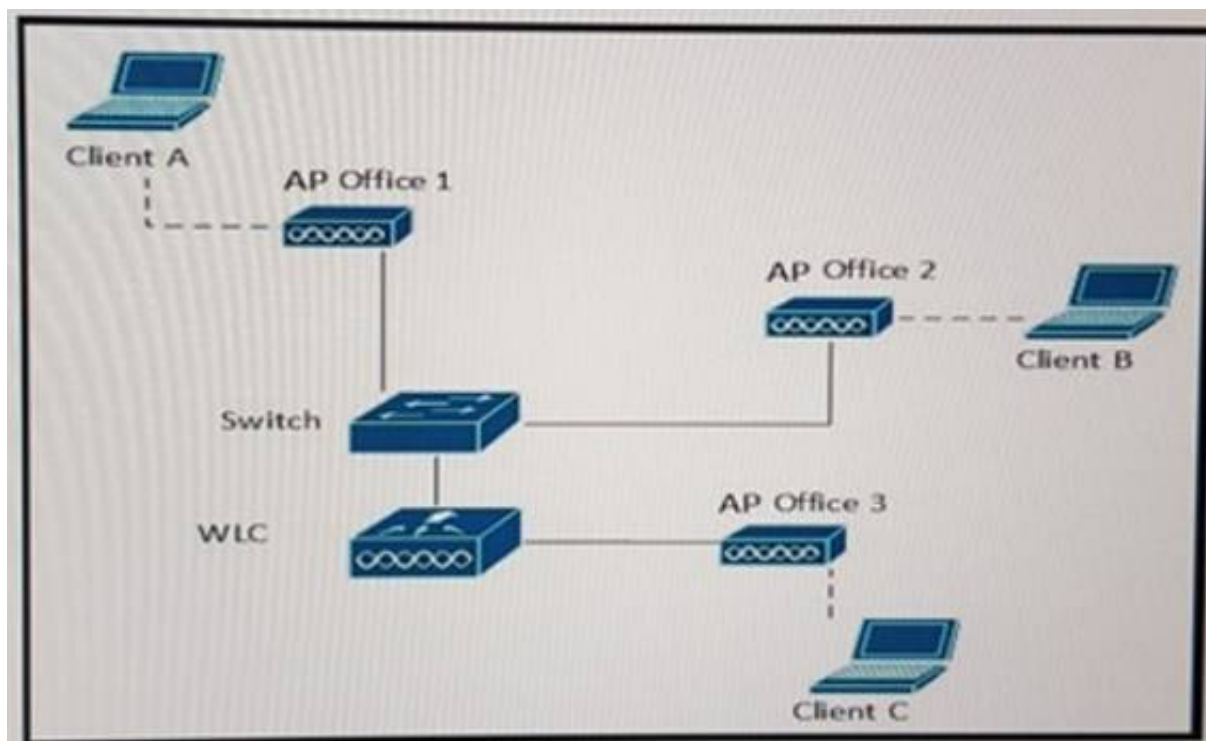 Client A
AP Office 1
AP Office 2
Client B
Switch
AP Office 3
WLC
Client C